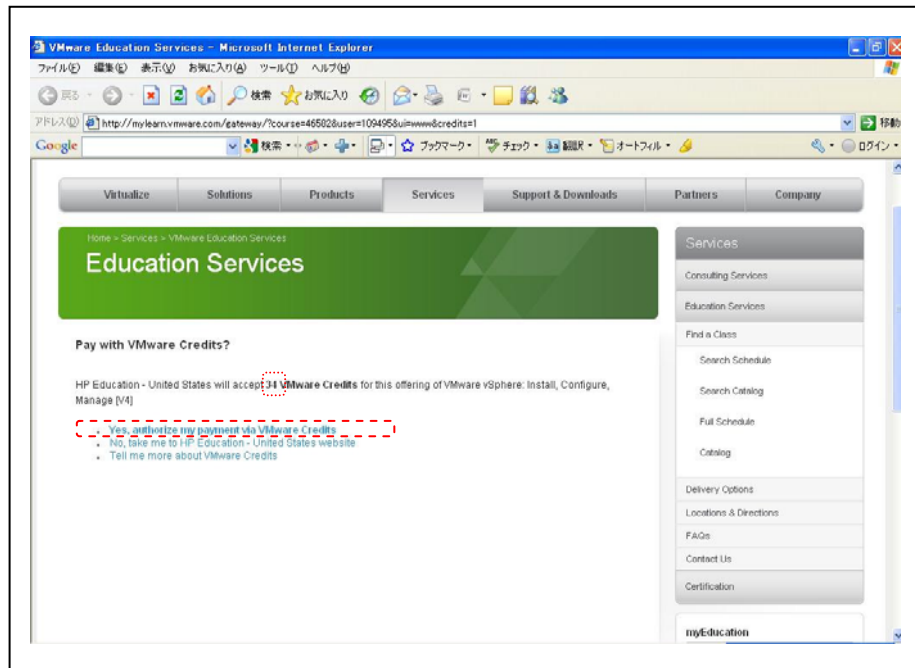 VMware Education Services - Microsoft Internet Explorer
ファイル(F) 編集(E) 表示(V) お気に入り(A) ツール(T) ヘルプ(H)
戻る 検索 お気に入り
アドレス(D) http://mylearn.vmware.com/gateway/?course=46502&user=109495&ui=www&credits=1 移動
Google 検索 ブックマーク チェック 翻訳 オートフィル ログイン
Virtualize Solutions Products Services Support & Downloads Partners Company
Home > Services > VMware Education Services
Education Services
Pay with VMware Credits?
HP Education - United States will accept 34 VMware Credits for this offering of VMware vSphere: Install, Configure,
Manage [V4]
Yes, authorize my payment via VMware Credits
No, take me to HP Education - United States website
Tell me more about VMware Credits
Services
Consulting Services
Education Services
Find a Class
Search Schedule
Search Catalog
Full Schedule
Catalog
Delivery Options
Locations & Directions
FAQs
Contact Us
Certification
myEducation